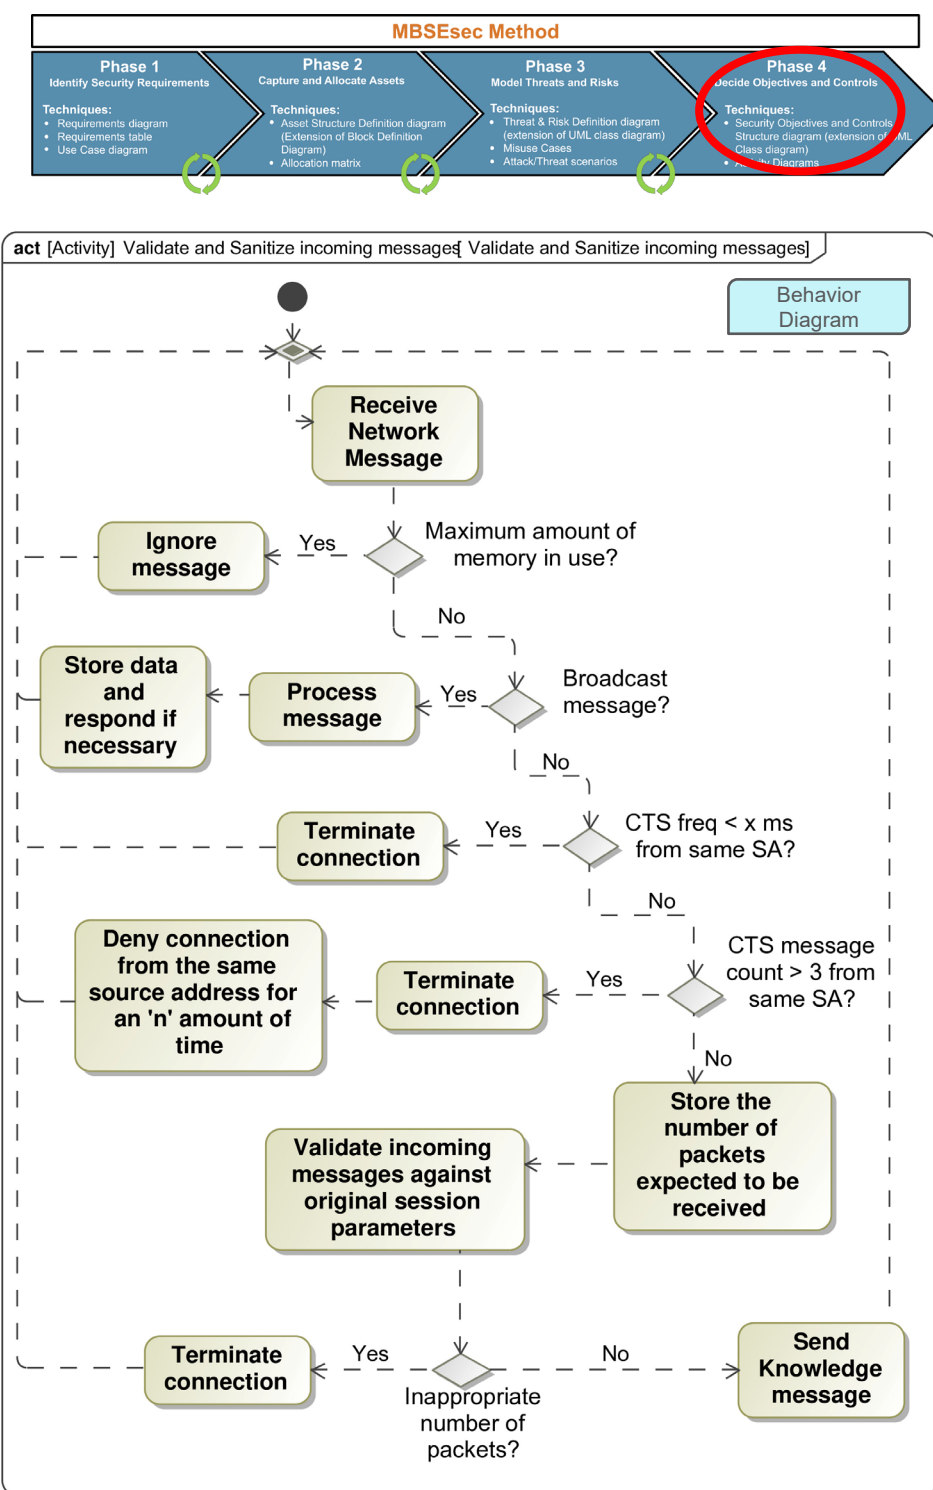 MBSEsec Method
Phase 1
Identify Security Requirements
Techniques:
• Requirements diagram
• Requirements table
• Use Case diagram
Phase 2
Capture and Allocate Assets
Techniques:
• Asset Structure Definition diagram
(Extension of Block Definition
Diagram)
• Allocation matrix
Phase 3
Model Threats and Risks
Techniques:
• Threat & Risk Definition diagram
(extension of UML class diagram)
• Misuse Cases
• Attack/Threat scenarios
Phase 4
Decide Objectives and Controls
Techniques:
• Security Objectives and Controls
Structure diagram (extension of UML
Class diagram)
• Activity Diagrams
act [Activity] Validate and Sanitize incoming messages[ Validate and Sanitize incoming messages]
Behavior
Diagram
Receive
Network
Message
Maximum amount of
memory in use?
Yes
Ignore
message
No
Broadcast
message?
Yes
Process
message
Store data
and
respond if
necessary
No
CTS freq < x ms
from same SA?
Yes
Terminate
connection
No
CTS message
count > 3 from
same SA?
Yes
Terminate
connection
Deny connection
from the same
source address for
an 'n' amount of
time
No
Store the
number of
packets
expected to be
received
Validate incoming
messages against
original session
parameters
Inappropriate
number of
packets?
Yes
Terminate
connection
No
Send
Knowledge
message